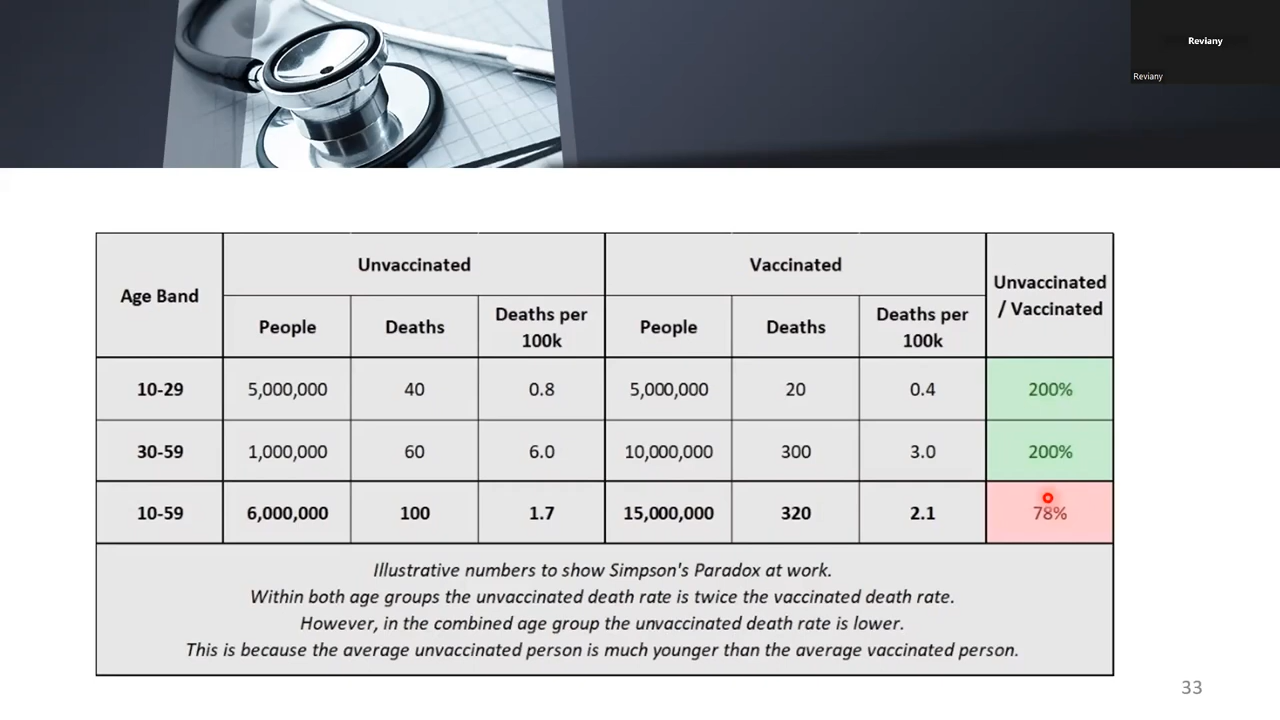 Reviany
Reviany
Age Band
Unvaccinated
Vaccinated
Unvaccinated
/ Vaccinated
People
Deaths
Deaths per
100k
People
Deaths
Deaths per
100k
10-29 5,000,000 40 0.8 5,000,000 20 0.4 200%
30-59 1,000,000 60 6.0 10,000,000 300 3.0 200%
10-59 6,000,000 100 1.7 15,000,000 320 2.1 78%
Illustrative numbers to show Simpson's Paradox at work.
Within both age groups the unvaccinated death rate is twice the vaccinated death rate.
However, in the combined age group the unvaccinated death rate is lower.
This is because the average unvaccinated person is much younger than the average vaccinated person.
33